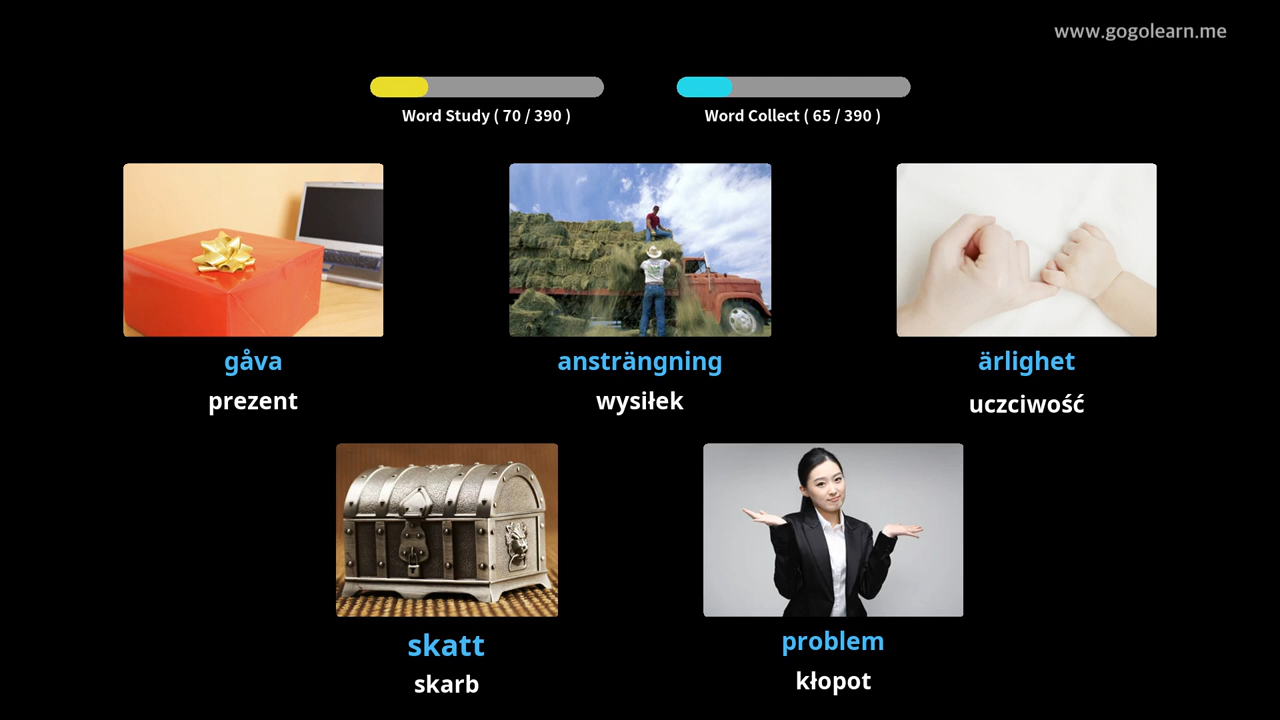 www.gogolearn.me
Word Study ( 70 / 390 )
Word Collect ( 65 / 390 )
gåva
prezent
ansträngning
wysiłek
ärlighet
uczciwość
skatt
skarb
problem
kłopot